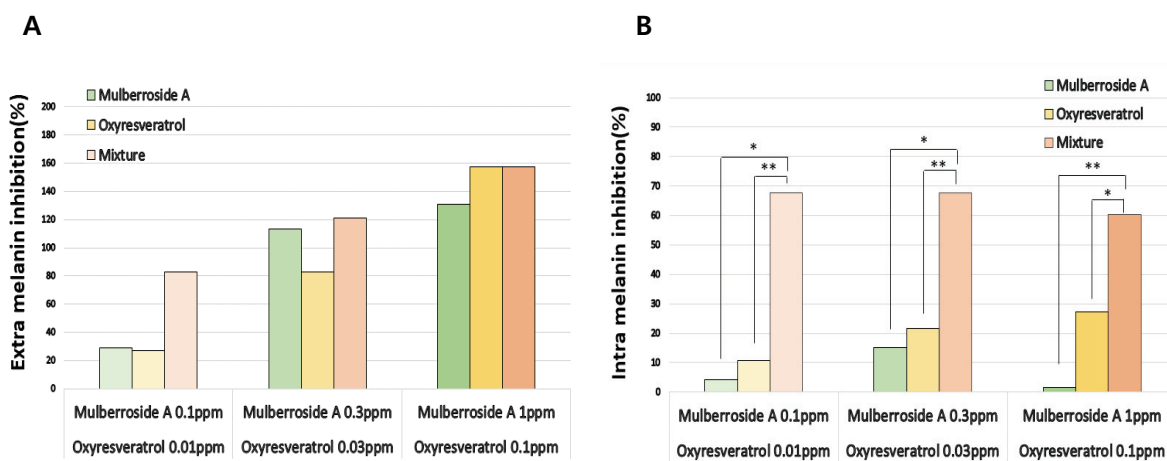 A
Extra melanin inhibition(%)
Mulberroside A
Oxyresveratrol
Mixture
200
180
160
140
120
100
80
60
40
20
0
Mulberroside A 0.1ppm
Oxyresveratrol 0.01ppm
Mulberroside A 0.3ppm
Oxyresveratrol 0.03ppm
Mulberroside A 1ppm
Oxyresveratrol 0.1ppm
B
Intra melanin inhibition(%)
Mulberroside A
Oxyresveratrol
Mixture
100
90
80
70
60
50
40
30
20
10
0
*
**
*
**
**
*
Mulberroside A 0.1ppm
Oxyresveratrol 0.01ppm
Mulberroside A 0.3ppm
Oxyresveratrol 0.03ppm
Mulberroside A 1ppm
Oxyresveratrol 0.1ppm